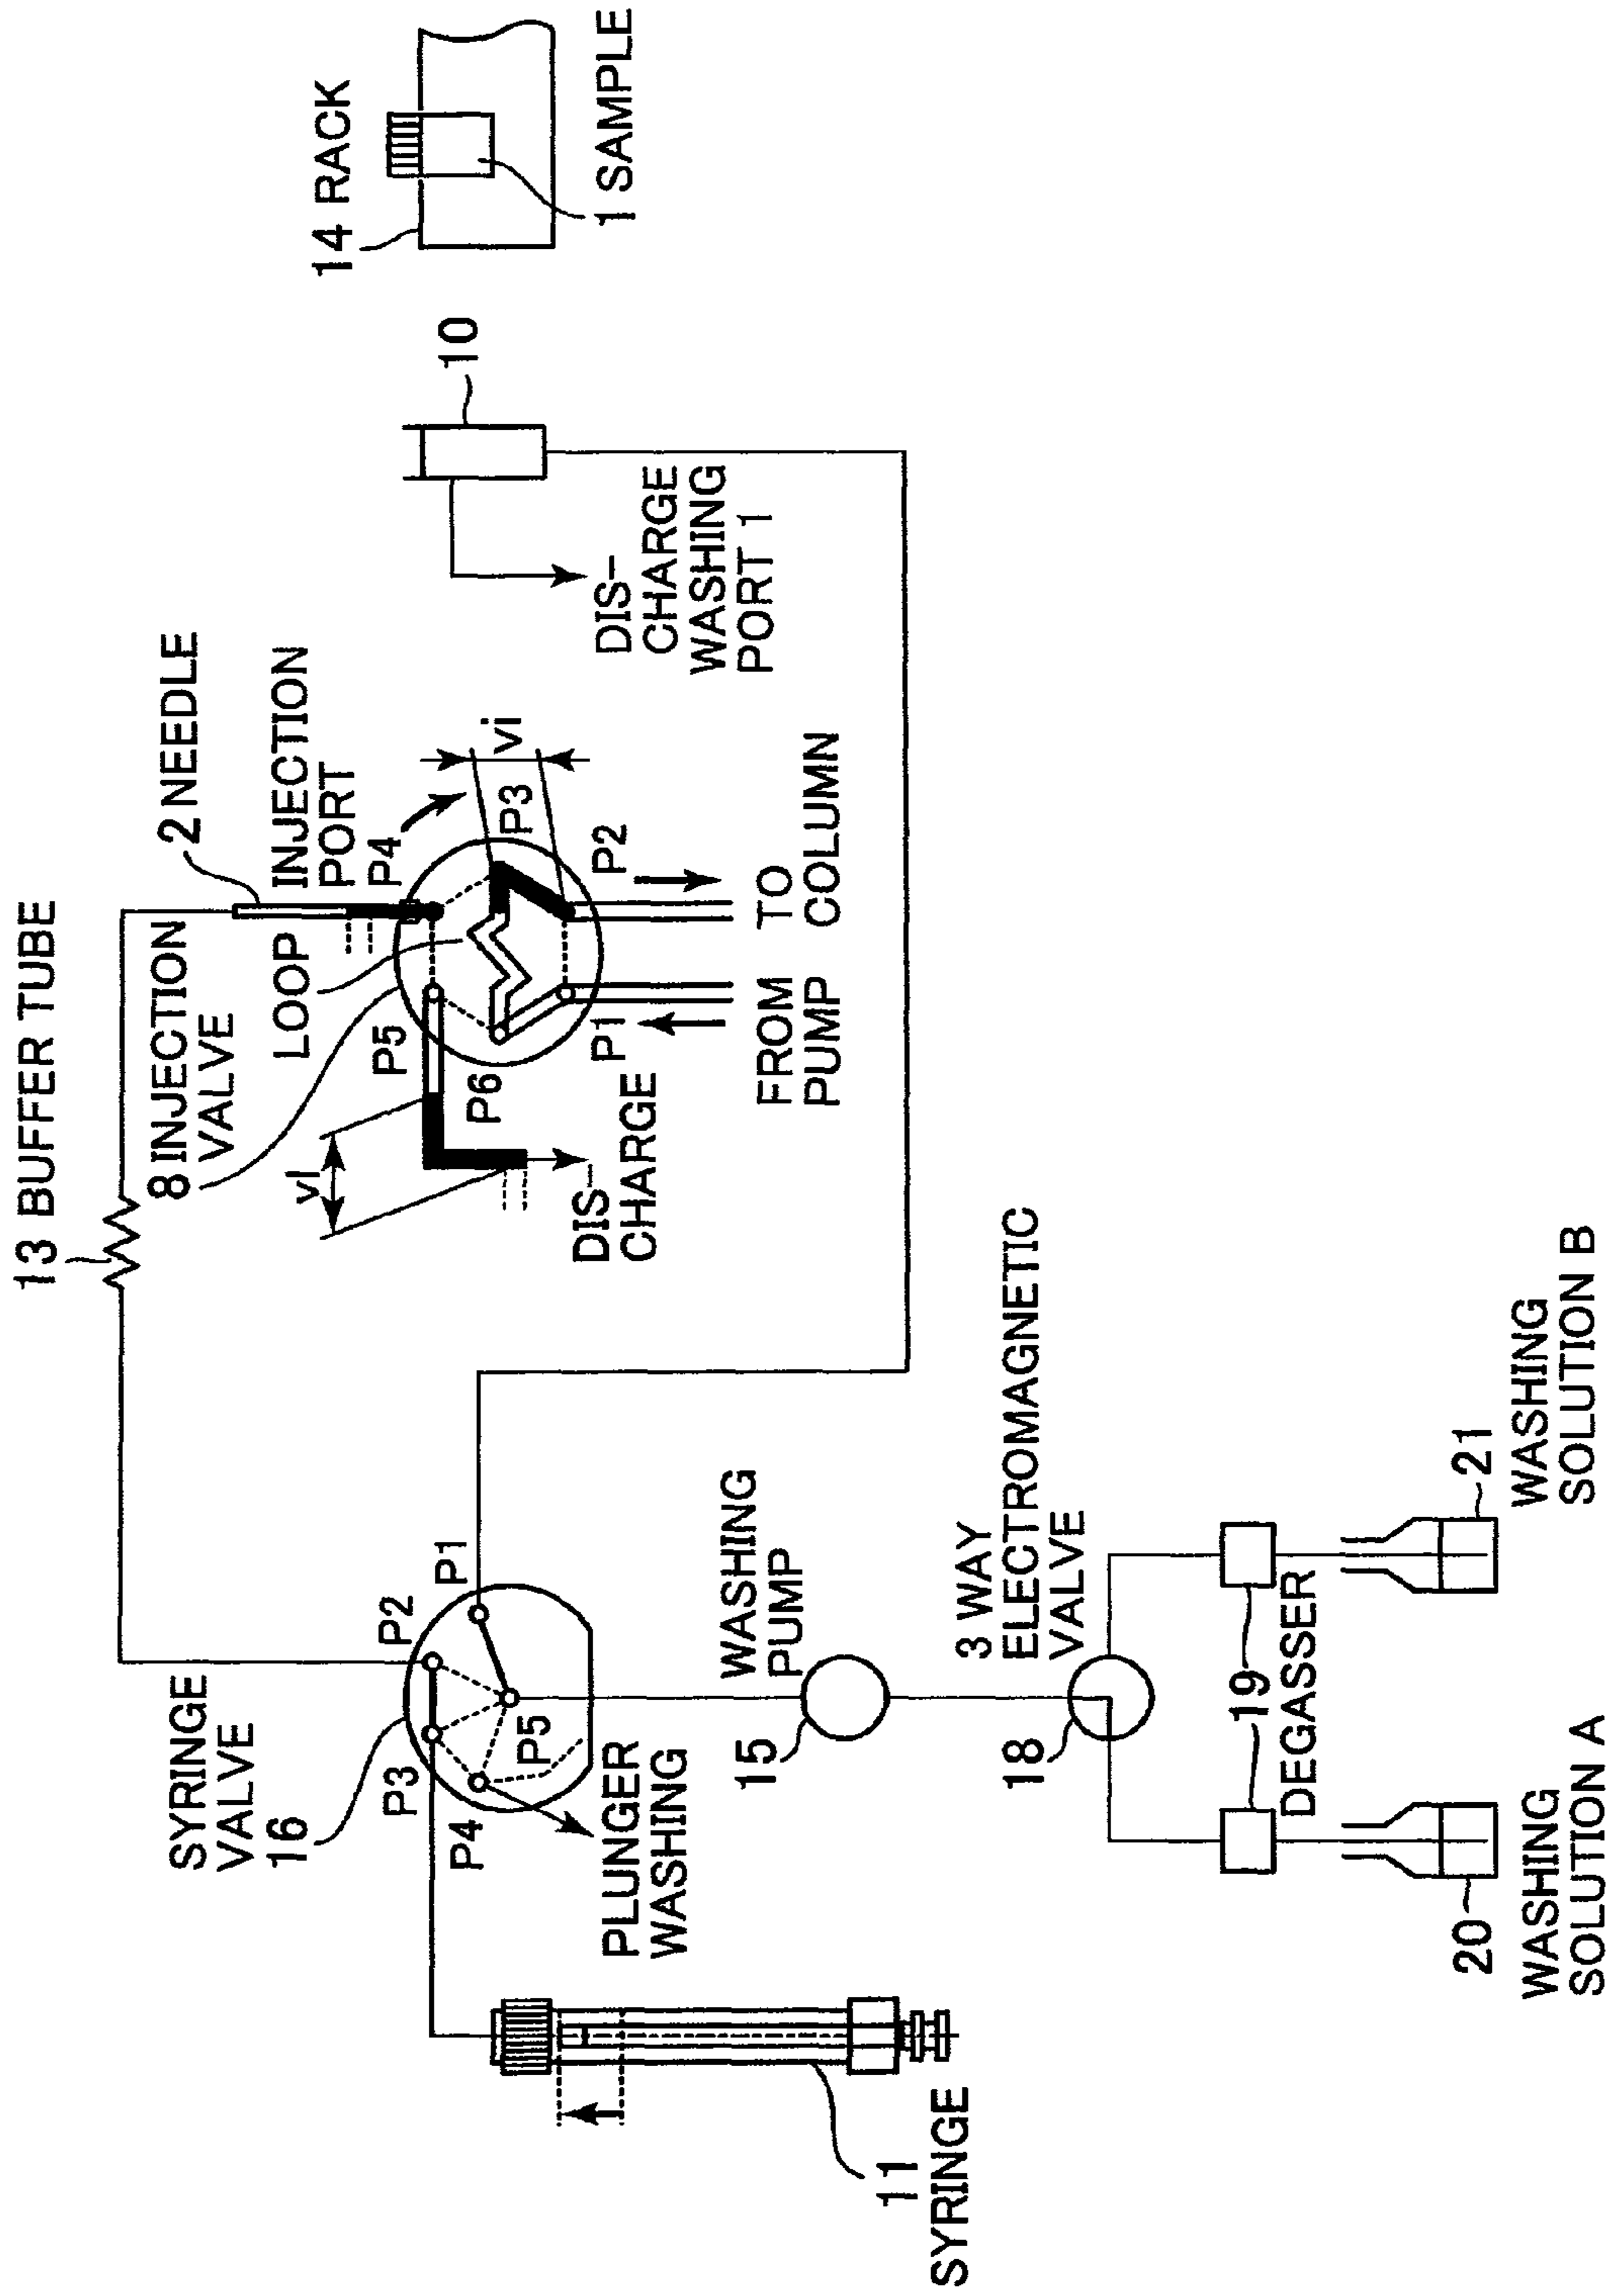 13 BUFFER TUBE
2 NEEDLE
8 INJECTION
VALVE
LOOP
INJECTION
PORT
P4
P5
P6
P3
P1
P2
vi
vi
DIS-
CHARGE
FROM
PUMP
TO
COLUMN
14 RACK
1 SAMPLE
10
DIS-
CHARGE
WASHING
PORT 1
SYRINGE
VALVE
16
P2
P1
P3
P4
P5
PLUNGER
WASHING
WASHING
PUMP
15
11
SYRINGE
3 WAY
ELECTROMAGNETIC
VALVE
18
19
DEGASSER
20
WASHING
SOLUTION A
21
WASHING
SOLUTION B